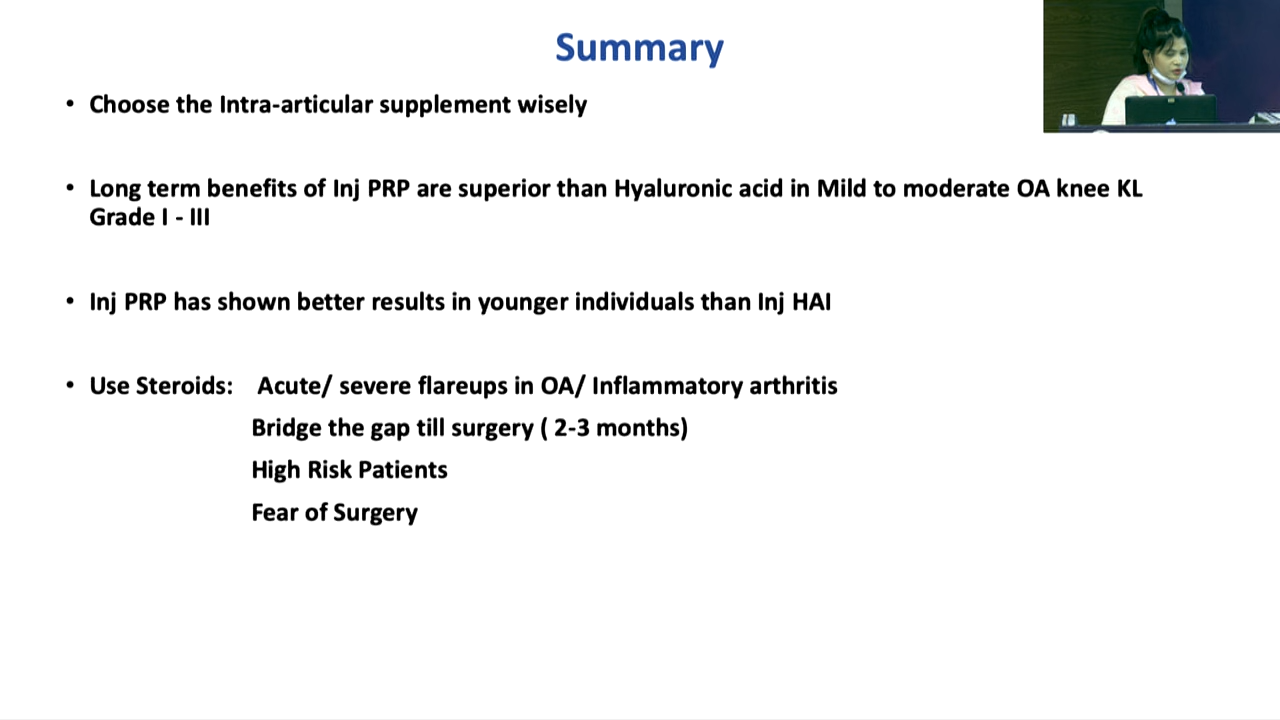 Summary
• Choose the Intra-articular supplement wisely
• Long term benefits of Inj PRP are superior than Hyaluronic acid in Mild to moderate OA knee KL
Grade I - III
• Inj PRP has shown better results in younger individuals than Inj HAI
• Use Steroids: Acute/ severe flareups in OA/ Inflammatory arthritis
Bridge the gap till surgery ( 2-3 months)
High Risk Patients
Fear of Surgery